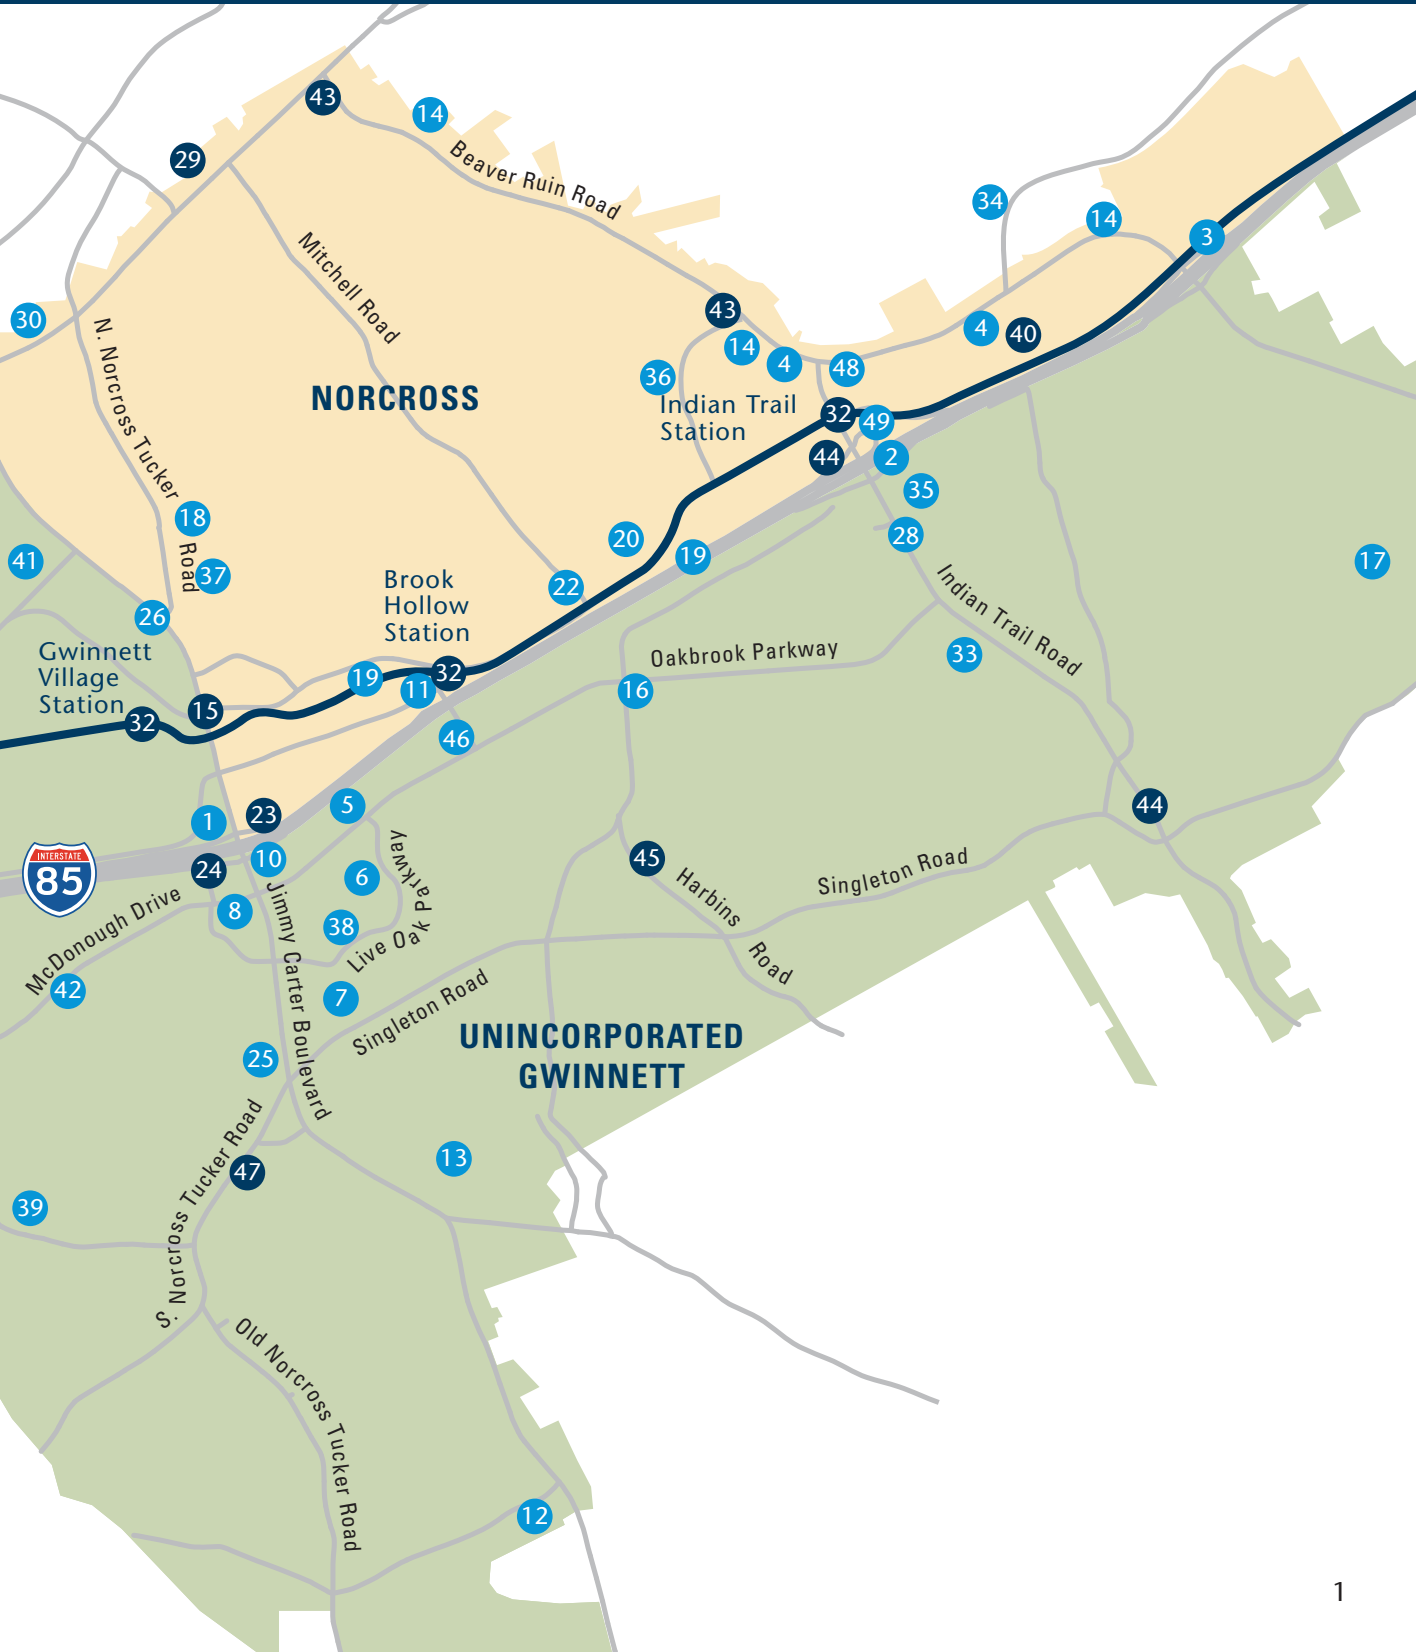 43
14
29
Beaver Ruin Road
34
14
3
Mitchell Road
30
N. Norcross Tucker Road
43
4
40
14
4
48
36
NORCROSS
Indian Trail
Station
32
49
44
2
35
18
28
20
19
41
37
17
22
Brook
Hollow
Station
26
Indian Trail Road
Gwinnett
Village
Station
Oakbrook Parkway
33
19
11
32
16
15
32
46
5
23
1
44
INTERSTATE
85
24
10
6
Live Oak Parkway
45
Harbins Road
Singleton Road
McDonough Drive
8
38
Jimmy Carter Boulevard
42
7
Singleton Road
UNINCORPORATED
GWINNETT
25
S. Norcross Tucker Road
47
13
39
Old Norcross Tucker Road
12
1